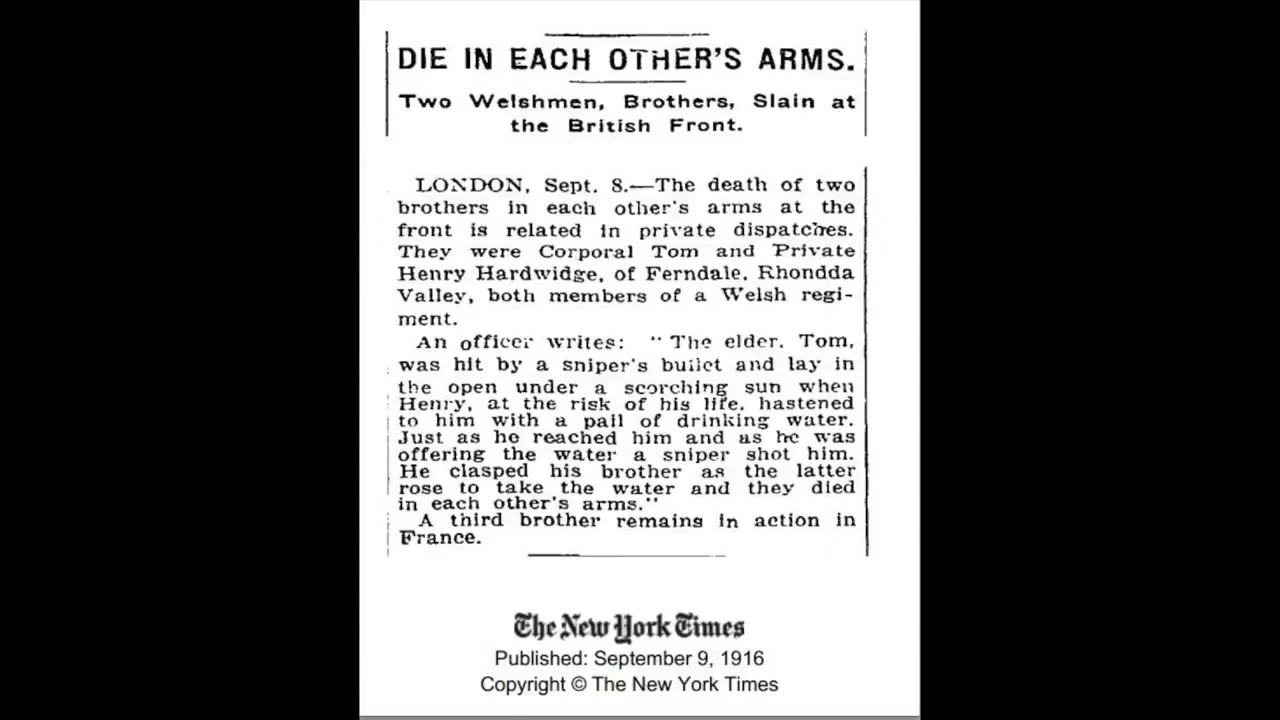 DIE IN EACH OTHER'S ARMS.
Two Welshmen, Brothers, Slain at
the British Front.
LONDON, Sept. 8.—The death of two
brothers in each other's arms at the
front is related in private dispatches.
They were Corporal Tom and Private
Henry Hardwidge, of Ferndale, Rhondda
Valley, both members of a Welsh regi-
ment.
An officer writes: "The elder, Tom,
was hit by a sniper's bullet and lay in
the open under a scorching sun when
Henry, at the risk of his life, hastened
to him with a pail of drinking water.
Just as he reached him and as he was
offering the water a sniper shot him.
He clasped his brother as the latter
rose to take the water and they died
in each other's arms."
A third brother remains in action in
France.
The New York Times
Published: September 9, 1916
Copyright © The New York Times